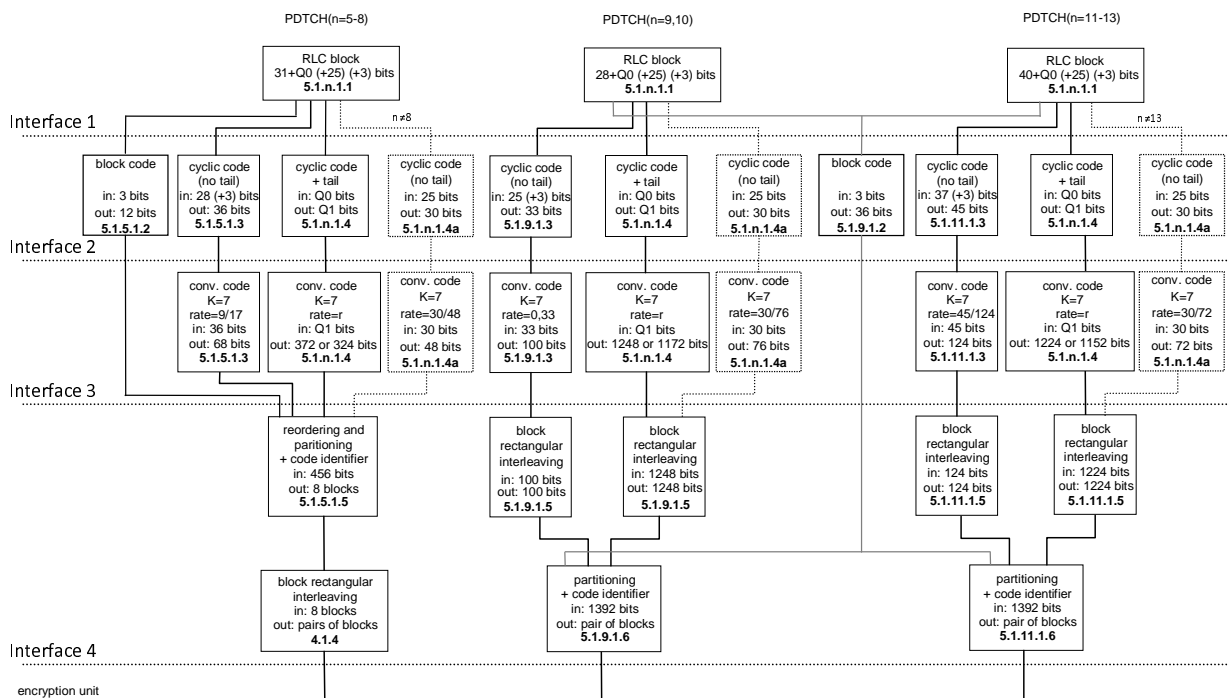 PDTCH(n=5-8)
PDTCH(n=9,10)
PDTCH(n=11-13)
RLC block
31+Q0 (+25) (+3) bits
5.1.n.1.1
RLC block
28+Q0 (+25) (+3) bits
5.1.n.1.1
RLC block
40+Q0 (+25) (+3) bits
5.1.n.1.1
Interface 1
n≠8
n≠13
block code
in: 3 bits
out: 12 bits
5.1.5.1.2
cyclic code
(no tail)
in: 28 (+3) bits
out: 36 bits
5.1.5.1.3
cyclic code
+ tail
in: Q0 bits
out: Q1 bits
5.1.n.1.4
cyclic code
(no tail)
in: 25 bits
out: 30 bits
5.1.n.1.4a
cyclic code
(no tail)
in: 25 (+3) bits
out: 33 bits
5.1.9.1.3
cyclic code
+ tail
in: Q0 bits
out: Q1 bits
5.1.n.1.4
cyclic code
(no tail)
in: 25 bits
out: 30 bits
5.1.n.1.4a
block code
in: 3 bits
out: 36 bits
5.1.9.1.2
cyclic code
(no tail)
in: 37 (+3) bits
out: 45 bits
5.1.11.1.3
cyclic code
+ tail
in: Q0 bits
out: Q1 bits
5.1.n.1.4
cyclic code
(no tail)
in: 25 bits
out: 30 bits
5.1.n.1.4a
Interface 2
conv. code
K=7
rate=9/17
in: 36 bits
out: 68 bits
5.1.5.1.3
conv. code
K=7
rate=r
in: Q1 bits
out: 372 or 324 bits
5.1.n.1.4
conv. code
K=7
rate=30/48
in: 30 bits
out: 48 bits
5.1.n.1.4a
conv. code
K=7
rate=0,33
in: 33 bits
out: 100 bits
5.1.9.1.3
conv. code
K=7
rate=r
in: Q1 bits
out: 1248 or 1172 bits
5.1.n.1.4
conv. code
K=7
rate=30/76
in: 30 bits
out: 76 bits
5.1.n.1.4a
conv. code
K=7
rate=45/124
in: 45 bits
out: 124 bits
5.1.11.1.3
conv. code
K=7
rate=r
in: Q1 bits
out: 1224 or 1152 bits
5.1.n.1.4
conv. code
K=7
rate=30/72
in: 30 bits
out: 72 bits
5.1.n.1.4a
Interface 3
reordering and
paritioning
+ code identifier
in: 456 bits
out: 8 blocks
5.1.5.1.5
block
rectangular
interleaving
in: 100 bits
out: 100 bits
5.1.9.1.5
block
rectangular
interleaving
in: 1248 bits
out: 1248 bits
5.1.9.1.5
block
rectangular
interleaving
in: 124 bits
out: 124 bits
5.1.11.1.5
block
rectangular
interleaving
in: 1224 bits
out: 1224 bits
5.1.11.1.5
block rectangular
interleaving
in: 8 blocks
out: pairs of blocks
4.1.4
partitioning
+ code identifier
in: 1392 bits
out: pair of blocks
5.1.9.1.6
partitioning
+ code identifier
in: 1392 bits
out: pair of blocks
5.1.11.1.6
Interface 4
encryption unit